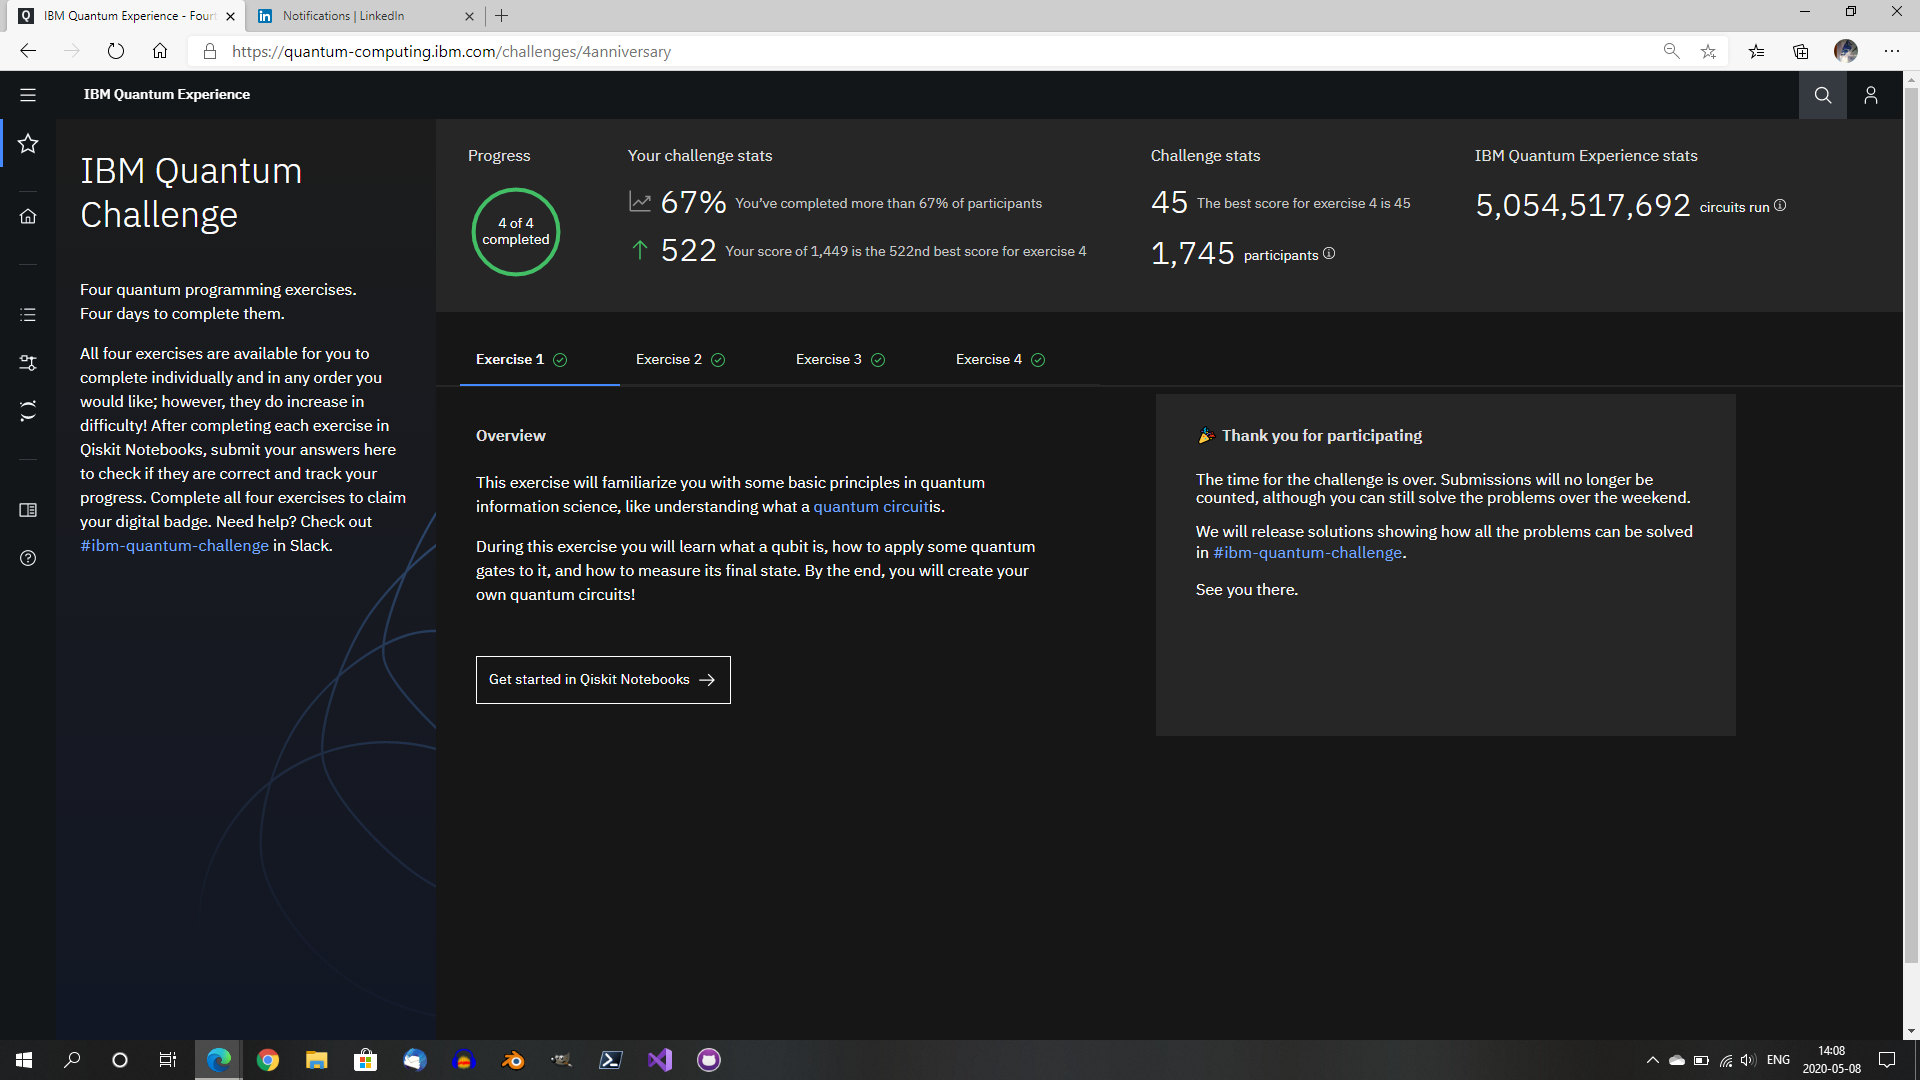 IBM Quantum Experience - Fourt
Notifications | LinkedIn
https://quantum-computing.ibm.com/challenges/4anniversary
IBM Quantum Experience
IBM Quantum
Challenge
Four quantum programming exercises.
Four days to complete them.
All four exercises are available for you to
complete individually and in any order you
would like; however, they do increase in
difficulty! After completing each exercise in
Qiskit Notebooks, submit your answers here
to check if they are correct and track your
progress. Complete all four exercises to claim
your digital badge. Need help? Check out
#ibm-quantum-challenge in Slack.
Progress
4 of 4
completed
Your challenge stats
67% You've completed more than 67% of participants
522 Your score of 1,449 is the 522nd best score for exercise 4
Challenge stats
45 The best score for exercise 4 is 45
1,745 participants
IBM Quantum Experience stats
5,054,517,692 circuits run
Exercise 1 Exercise 2 Exercise 3 Exercise 4
Overview
This exercise will familiarize you with some basic principles in quantum
information science, like understanding what a quantum circuitis.
During this exercise you will learn what a qubit is, how to apply some quantum
gates to it, and how to measure its final state. By the end, you will create your
own quantum circuits!
Get started in Qiskit Notebooks
Thank you for participating
The time for the challenge is over. Submissions will no longer be
counted, although you can still solve the problems over the weekend.
We will release solutions showing how all the problems can be solved
in #ibm-quantum-challenge.
See you there.
ENG
14:08
2020-05-08